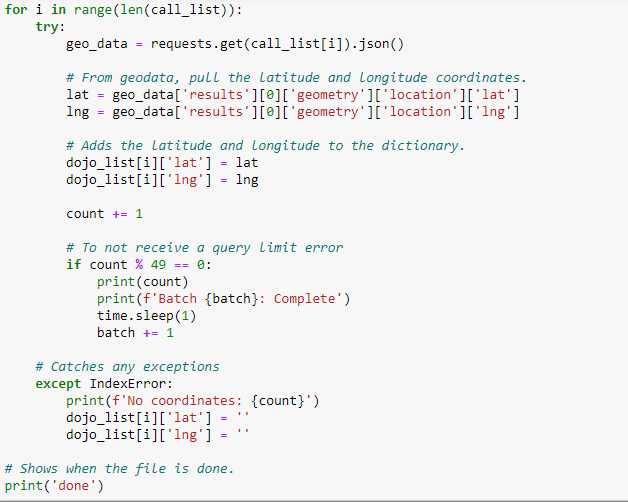 for i in range(len(call_list)):
    try:
        geo_data = requests.get(call_list[i]).json()

        # From geodata, pull the latitude and longitude coordinates.
        lat = geo_data['results'][0]['geometry']['location']['lat']
        lng = geo_data['results'][0]['geometry']['location']['lng']

        # Adds the latitude and longitude to the dictionary.
        dojo_list[i]['lat'] = lat
        dojo_list[i]['lng'] = lng

        count += 1

        # To not receive a query limit error
        if count % 49 == 0:
            print(count)
            print(f'Batch {batch}: Complete')
            time.sleep(1)
            batch += 1

    # Catches any exceptions
    except IndexError:
        print(f'No coordinates: {count}')
        dojo_list[i]['lat'] = ''
        dojo_list[i]['lng'] = ''

# Shows when the file is done.
print('done')